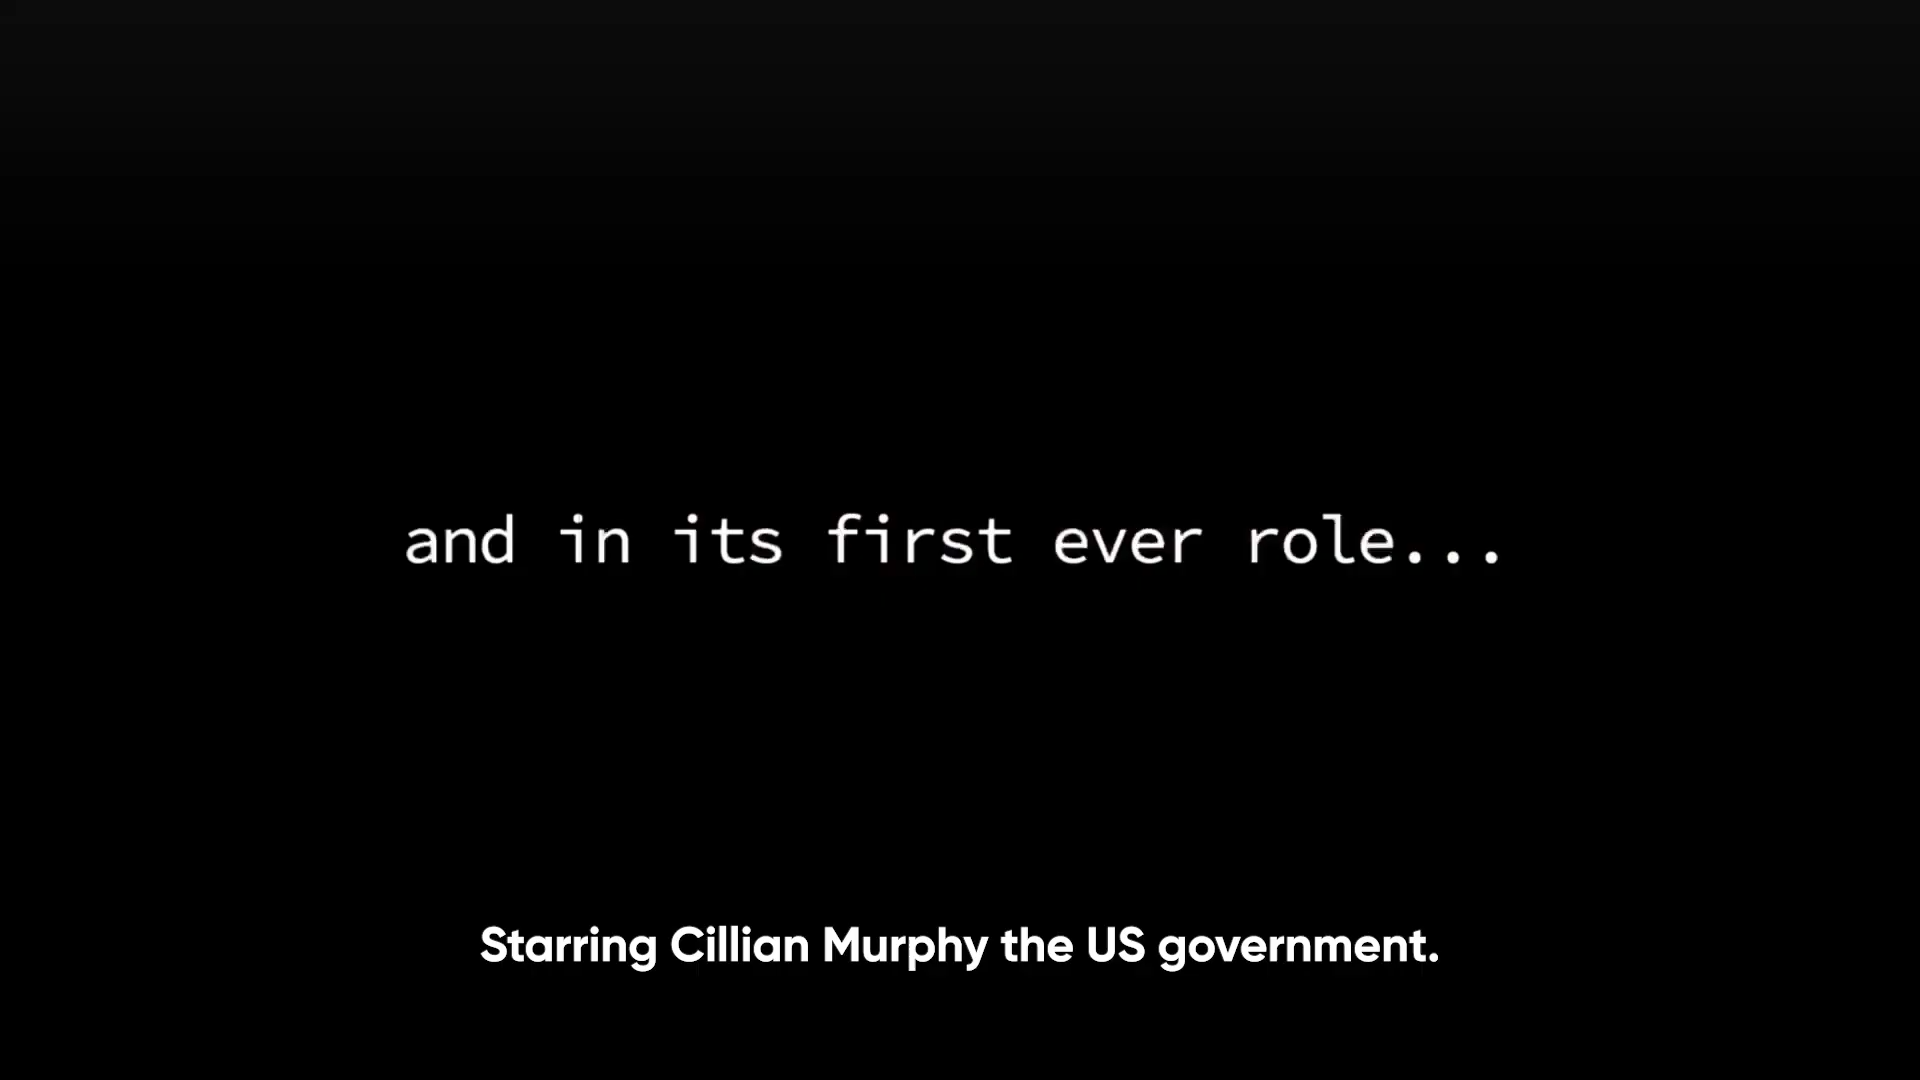 and in its first ever role...
Starring Cillian Murphy the US government.